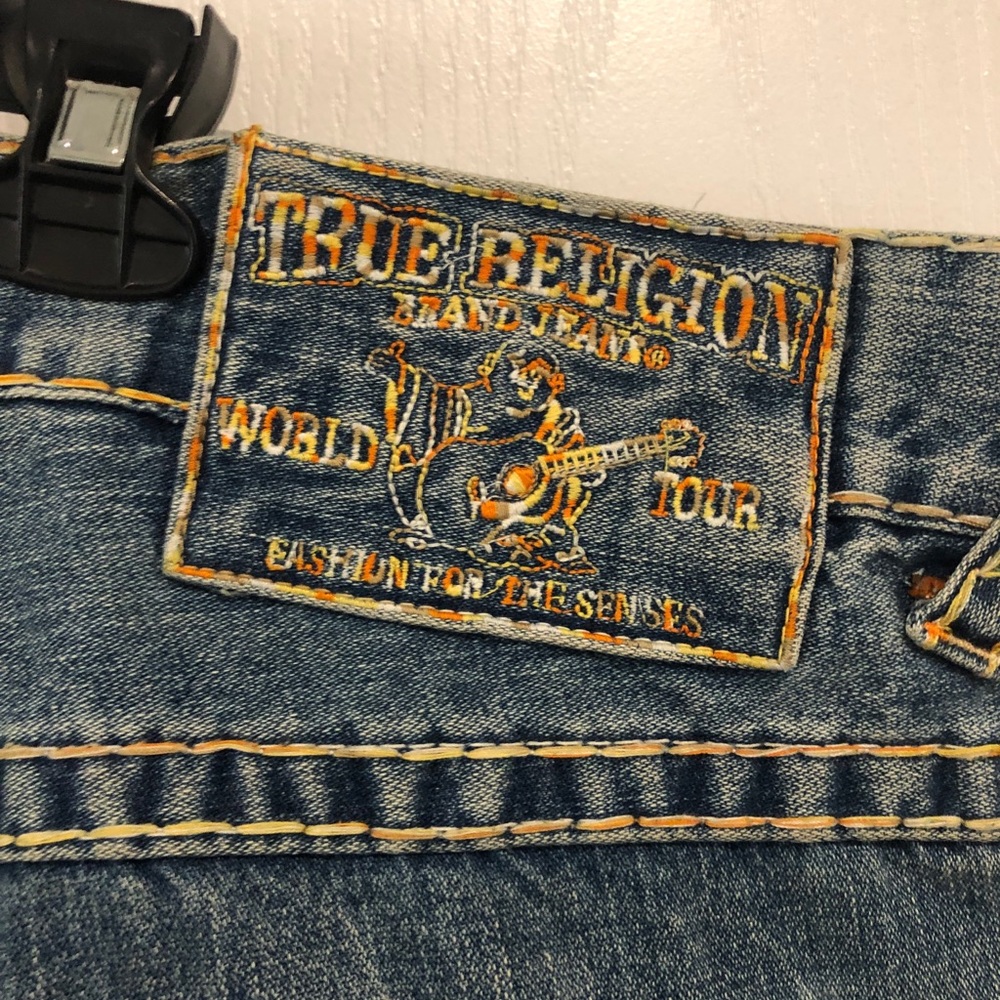 TRUE RELIGION
BRAND JEANS®
WORLD TOUR
FASHION FOR THE SENSES